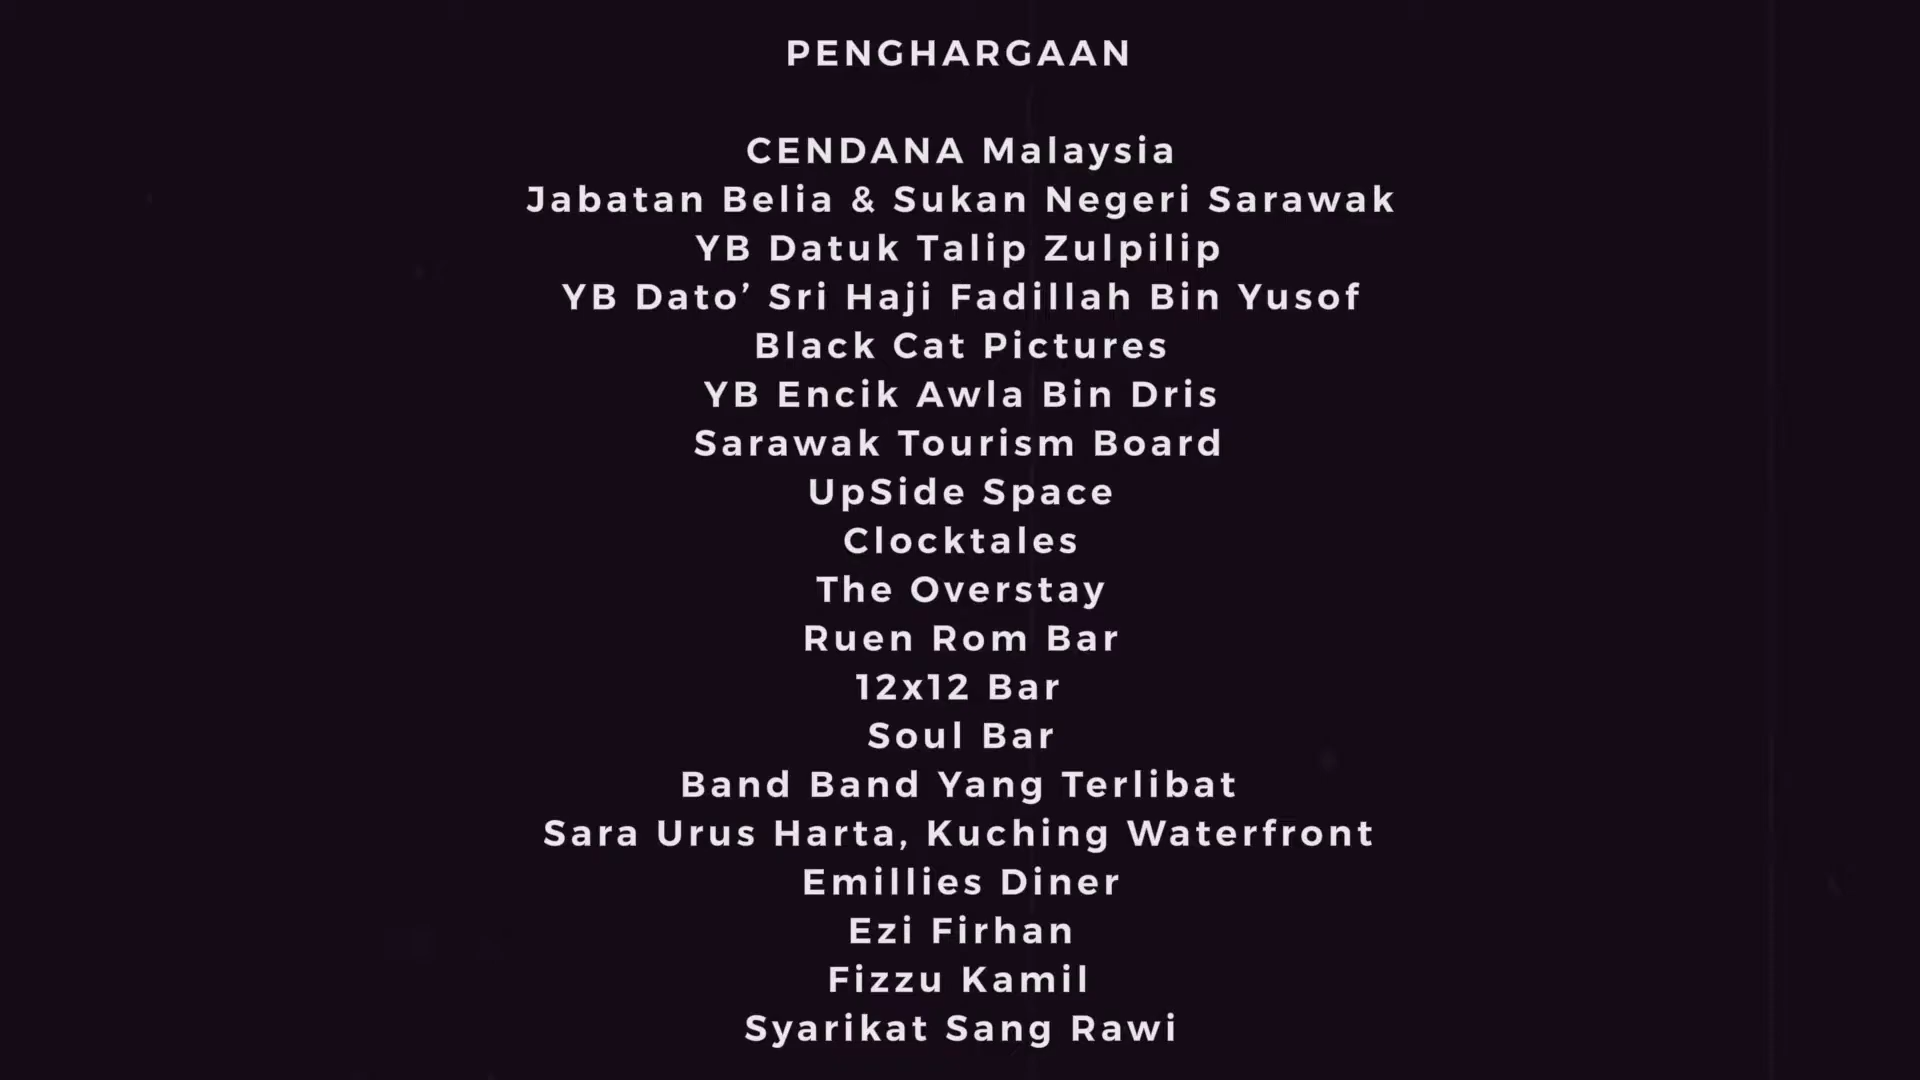 PENGHARGAAN
CENDANA Malaysia
Jabatan Belia & Sukan Negeri Sarawak
YB Datuk Talip Zulpilip
YB Dato’ Sri Haji Fadillah Bin Yusof
Black Cat Pictures
YB Encik Awla Bin Dris
Sarawak Tourism Board
UpSide Space
Clocktales
The Overstay
Ruen Rom Bar
12x12 Bar
Soul Bar
Band Band Yang Terlibat
Sara Urus Harta, Kuching Waterfront
Emillies Diner
Ezi Firhan
Fizzu Kamil
Syarikat Sang Rawi